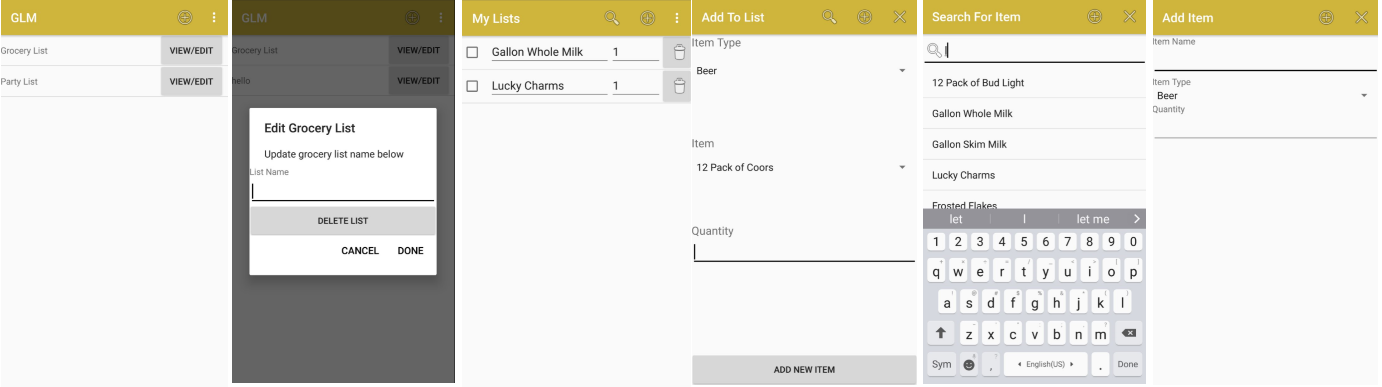 GLM
Grocery List
VIEW/EDIT
Party List
VIEW/EDIT
GLM
Grocery List
VIEW/EDIT
hello
VIEW/EDIT
Edit Grocery List
Update grocery list name below
List Name
DELETE LIST
CANCEL DONE
My Lists
Gallon Whole Milk 1
Lucky Charms 1
Add To List
Item Type
Beer
Item
12 Pack of Coors
Quantity
ADD NEW ITEM
Search For Item
12 Pack of Bud Light
Gallon Whole Milk
Gallon Skim Milk
Lucky Charms
Frosted Flakes
let l let me
1 2 3 4 5 6 7 8 9 0
q w e r t y u i o p
a s d f g h j k l
z x c v b n m
Sym , English(US) . Done
Add Item
Item Name
Item Type
Beer
Quantity